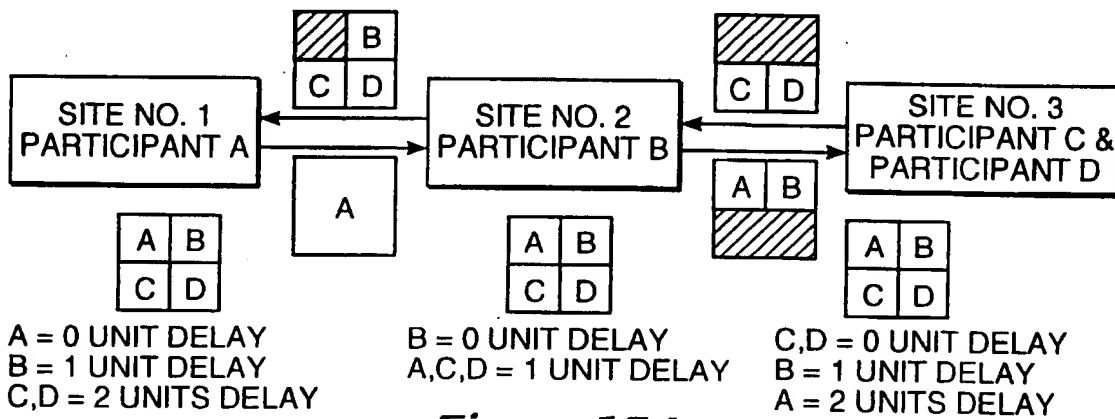 B
C D
C D
SITE NO. 1
PARTICIPANT A
SITE NO. 2
PARTICIPANT B
SITE NO. 3
PARTICIPANT C &
PARTICIPANT D
A
A B
A B
C D
A B
C D
A B
C D
A = 0 UNIT DELAY
B = 1 UNIT DELAY
C,D = 2 UNITS DELAY
B = 0 UNIT DELAY
A,C,D = 1 UNIT DELAY
C,D = 0 UNIT DELAY
B = 1 UNIT DELAY
A = 2 UNITS DELAY